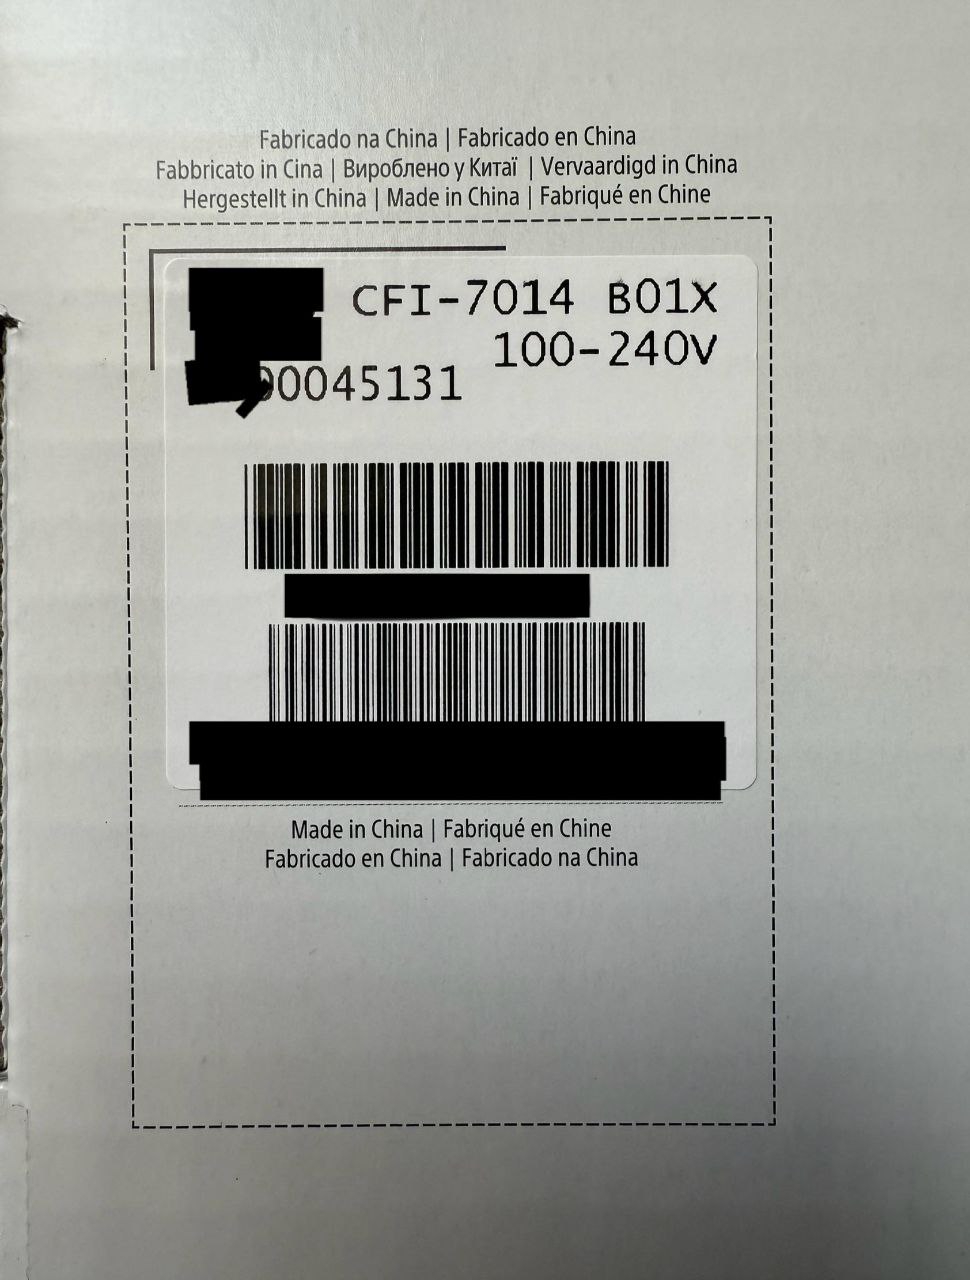 Fabricado na China | Fabricado en China
Fabbricato in Cina | Вироблено у Китаї | Vervaardigd in China
Hergestellt in China | Made in China | Fabriqué en Chine
CFI-7014 B01X
100-240V
00045131
Made in China | Fabriqué en Chine
Fabricado en China | Fabricado na China